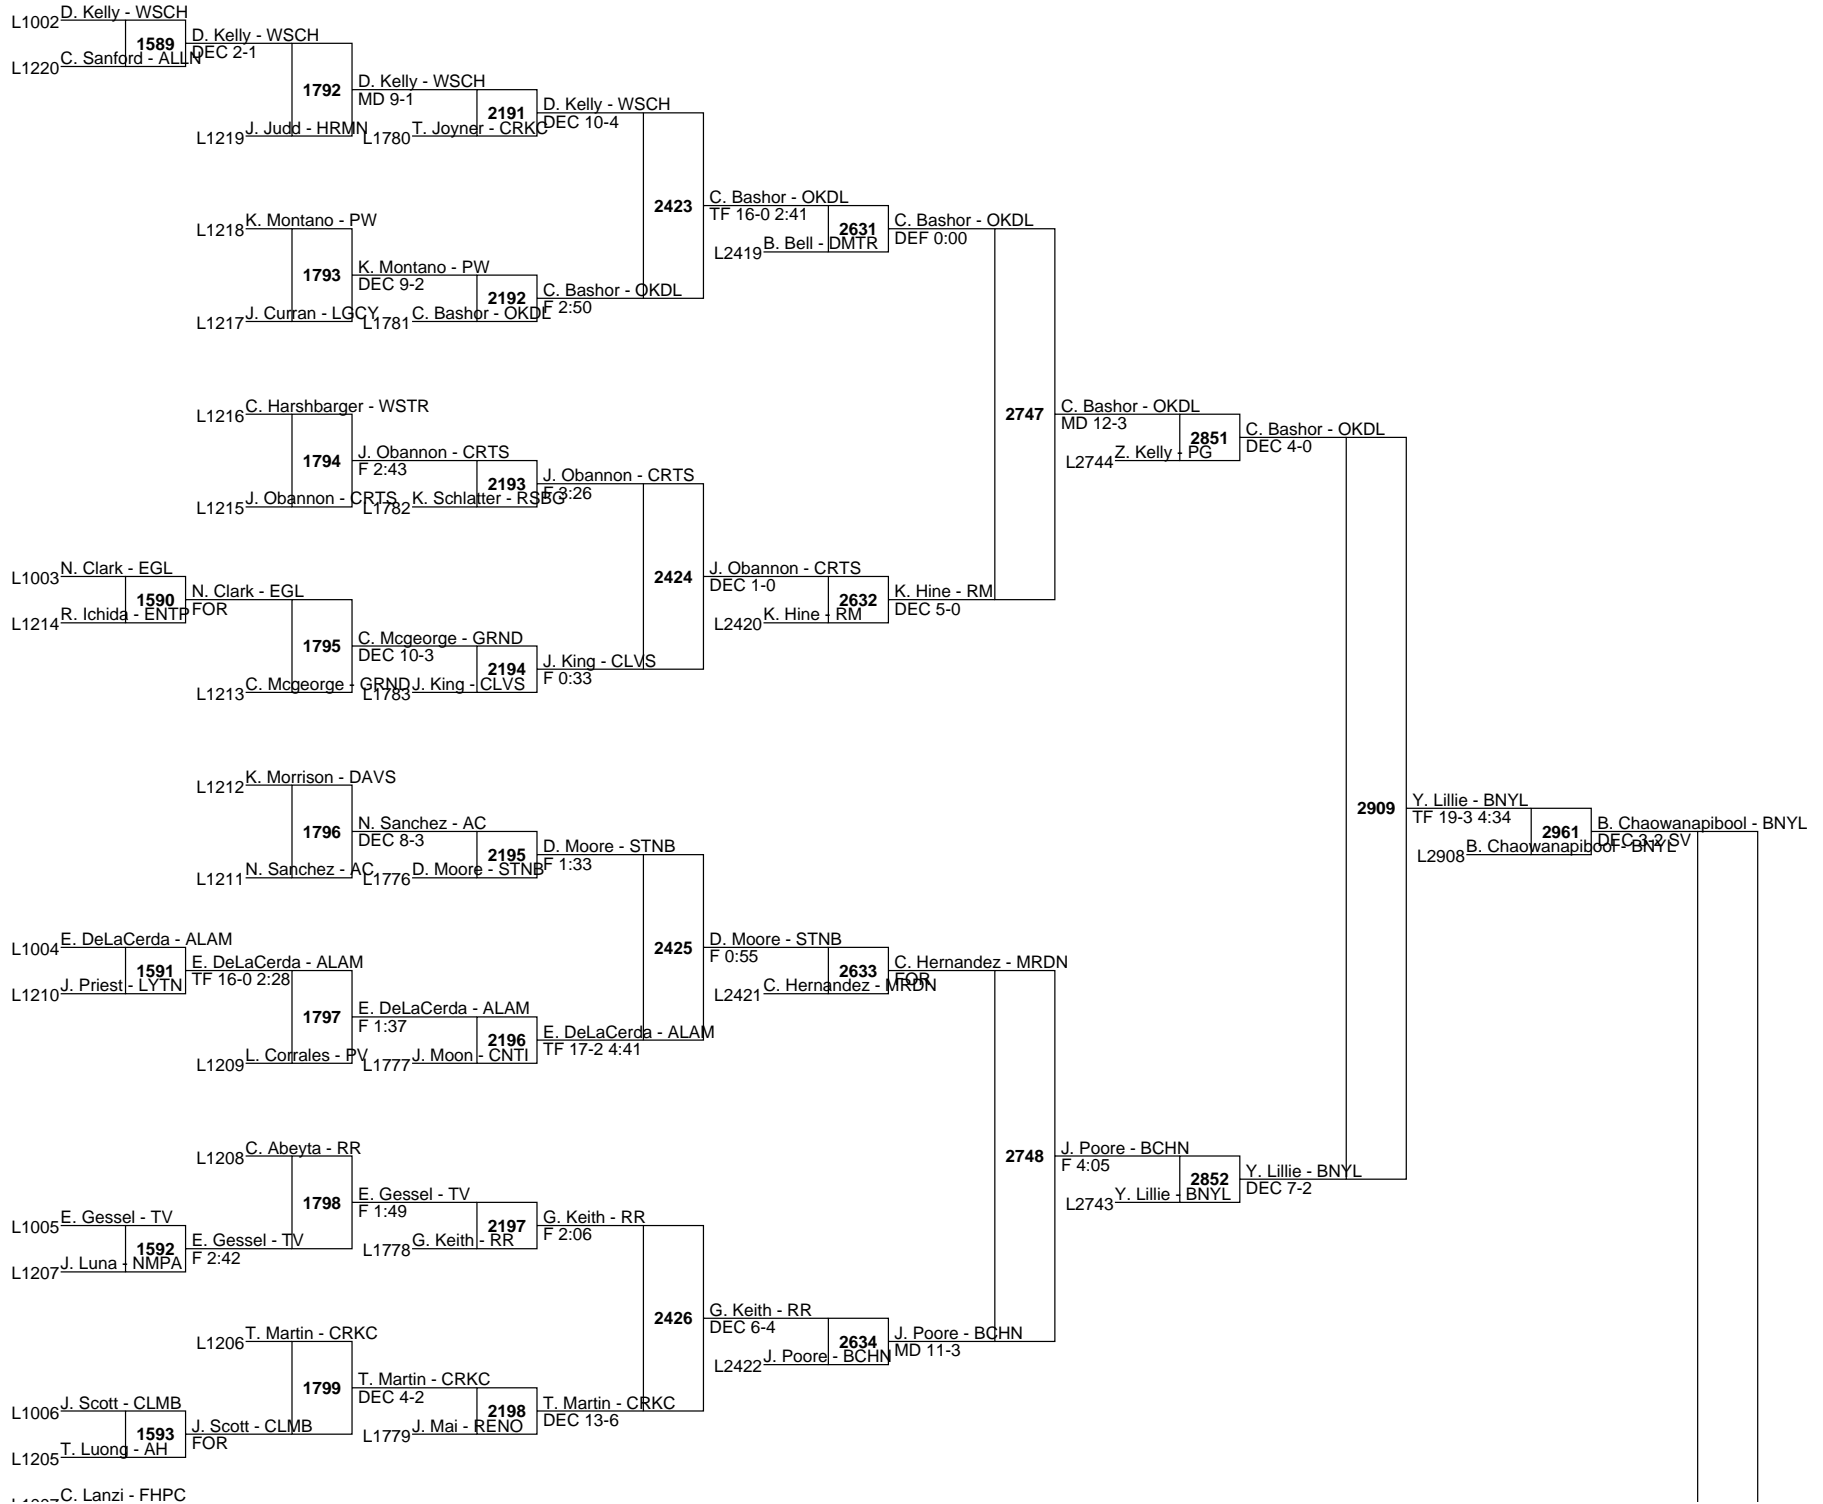 D. Kelly - WSCH
L1002
1589
D. Kelly - WSCH
DEC 2-1
C. Sanford - ALLN
L1220
1792
D. Kelly - WSCH
MD 9-1
J. Judd - HRMN
L1219
2191
D. Kelly - WSCH
DEC 10-4
T. Joyner - CRKC
L1780
2423
C. Bashor - OKDL
TF 16-0 2:41
K. Montano - PW
L1218
1793
K. Montano - PW
DEC 9-2
J. Curran - LGCY
L1217
2192
C. Bashor - OKDL
F 2:50
C. Bashor - OKDL
L1781
2631
C. Bashor - OKDL
DEF 0:00
B. Bell - DMTR
L2419
C. Harshbarger - WSTR
L1216
1794
J. Obannon - CRTS
F 2:43
J. Obannon - CRTS
L1215
2193
J. Obannon - CRTS
F 3:26
K. Schlatter - RSBG
L1782
2747
C. Bashor - OKDL
MD 12-3
2851
C. Bashor - OKDL
DEC 4-0
Z. Kelly - PG
L2744
N. Clark - EGL
L1003
1590
N. Clark - EGL
FOR
R. Ichida - ENTP
L1214
2424
J. Obannon - CRTS
DEC 1-0
2632
K. Hine - RM
DEC 5-0
K. Hine - RM
L2420
1795
C. Mcgeorge - GRND
DEC 10-3
C. Mcgeorge - GRND
L1213
2194
J. King - CLVS
F 0:33
J. King - CLVS
L1783
K. Morrison - DAVS
L1212
1796
N. Sanchez - AC
DEC 8-3
N. Sanchez - AC
L1211
2195
D. Moore - STNB
F 1:33
D. Moore - STNB
L1776
2909
Y. Lillie - BNYL
TF 19-3 4:34
2961
B. Chaowanapibool - BNYL
DEC 3-2 SV
B. Chaowanapibool - BNYL
L2908
E. DeLaCerda - ALAM
L1004
1591
E. DeLaCerda - ALAM
TF 16-0 2:28
J. Priest - LYTN
L1210
2425
D. Moore - STNB
F 0:55
2633
C. Hernandez - MRDN
FOR
C. Hernandez - MRDN
L2421
1797
E. DeLaCerda - ALAM
F 1:37
L. Corrales - PV
L1209
2196
E. DeLaCerda - ALAM
TF 17-2 4:41
J. Moon - CNTI
L1777
C. Abeyta - RR
L1208
1798
E. Gessel - TV
F 1:49
2748
J. Poore - BCHN
F 4:05
2852
Y. Lillie - BNYL
DEC 7-2
Y. Lillie - BNYL
L2743
E. Gessel - TV
L1005
1592
E. Gessel - TV
F 2:42
J. Luna - NMPA
L1207
2197
G. Keith - RR
F 2:06
G. Keith - RR
L1778
2426
G. Keith - RR
DEC 6-4
2634
J. Poore - BCHN
MD 11-3
J. Poore - BCHN
L2422
T. Martin - CRKC
L1206
1799
T. Martin - CRKC
DEC 4-2
2198
T. Martin - CRKC
DEC 13-6
J. Mai - RENO
L1779
J. Scott - CLMB
L1006
1593
J. Scott - CLMB
FOR
T. Luong - AH
L1205
C. Lanzi - FHPC